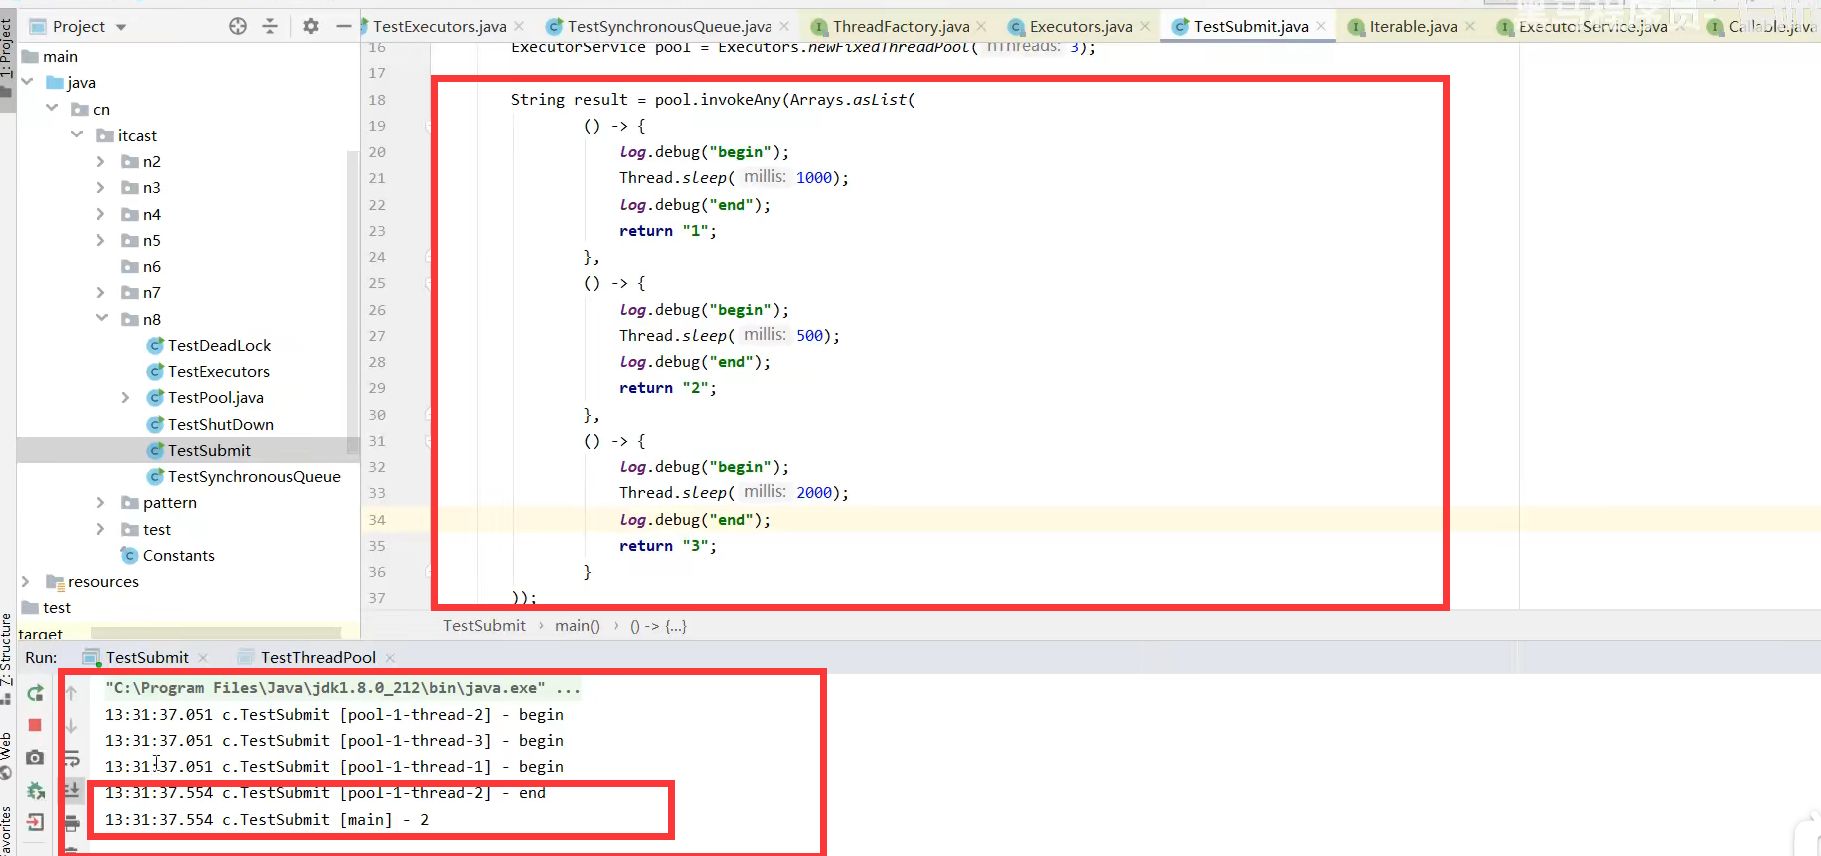 1: Project
Project
TestExecutors.java
TestSynchronousQueue.java
ThreadFactory.java
Executors.java
TestSubmit.java
Iterable.java
ExecutorService.java
Callable.java
main
java
cn
itcast
n2
n3
n4
n5
n6
n7
n8
TestDeadLock
TestExecutors
TestPool.java
TestShutDown
TestSubmit
TestSynchronousQueue
pattern
test
Constants
resources
test
target
16 ExecutorService pool = Executors.newFixedThreadPool( nThreads: 3);
17
18 String result = pool.invokeAny(Arrays.asList(
19 () -> {
20 log.debug("begin");
21 Thread.sleep( millis: 1000);
22 log.debug("end");
23 return "1";
24 },
25 () -> {
26 log.debug("begin");
27 Thread.sleep( millis: 500);
28 log.debug("end");
29 return "2";
30 },
31 () -> {
32 log.debug("begin");
33 Thread.sleep( millis: 2000);
34 log.debug("end");
35 return "3";
36 }
37 ));
TestSubmit › main() › () -> {...}
Z: Structure
Web
Favorites
Run: TestSubmit TestThreadPool
"C:\Program Files\Java\jdk1.8.0_212\bin\java.exe" ...
13:31:37.051 c.TestSubmit [pool-1-thread-2] - begin
13:31:37.051 c.TestSubmit [pool-1-thread-3] - begin
13:31:37.051 c.TestSubmit [pool-1-thread-1] - begin
13:31:37.554 c.TestSubmit [pool-1-thread-2] - end
13:31:37.554 c.TestSubmit [main] - 2